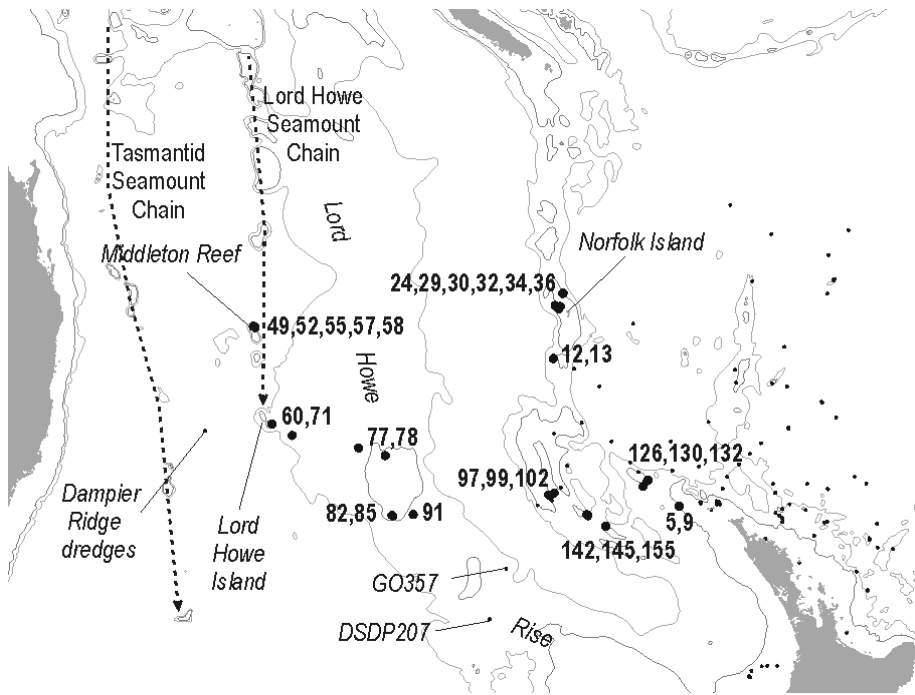 Lord Howe
Seamount
Chain
Tasmantid
Seamount
Chain
Middleton Reef
Lord
Norfolk Island
24,29,30,32,34,36
49,52,55,57,58
12,13
Howe
60,71
77,78
126,130,132
97,99,102
Dampier
Ridge
dredges
82,85
91
5,9
Lord
Howe
Island
142,145,155
GO357
DSDP207
Rise